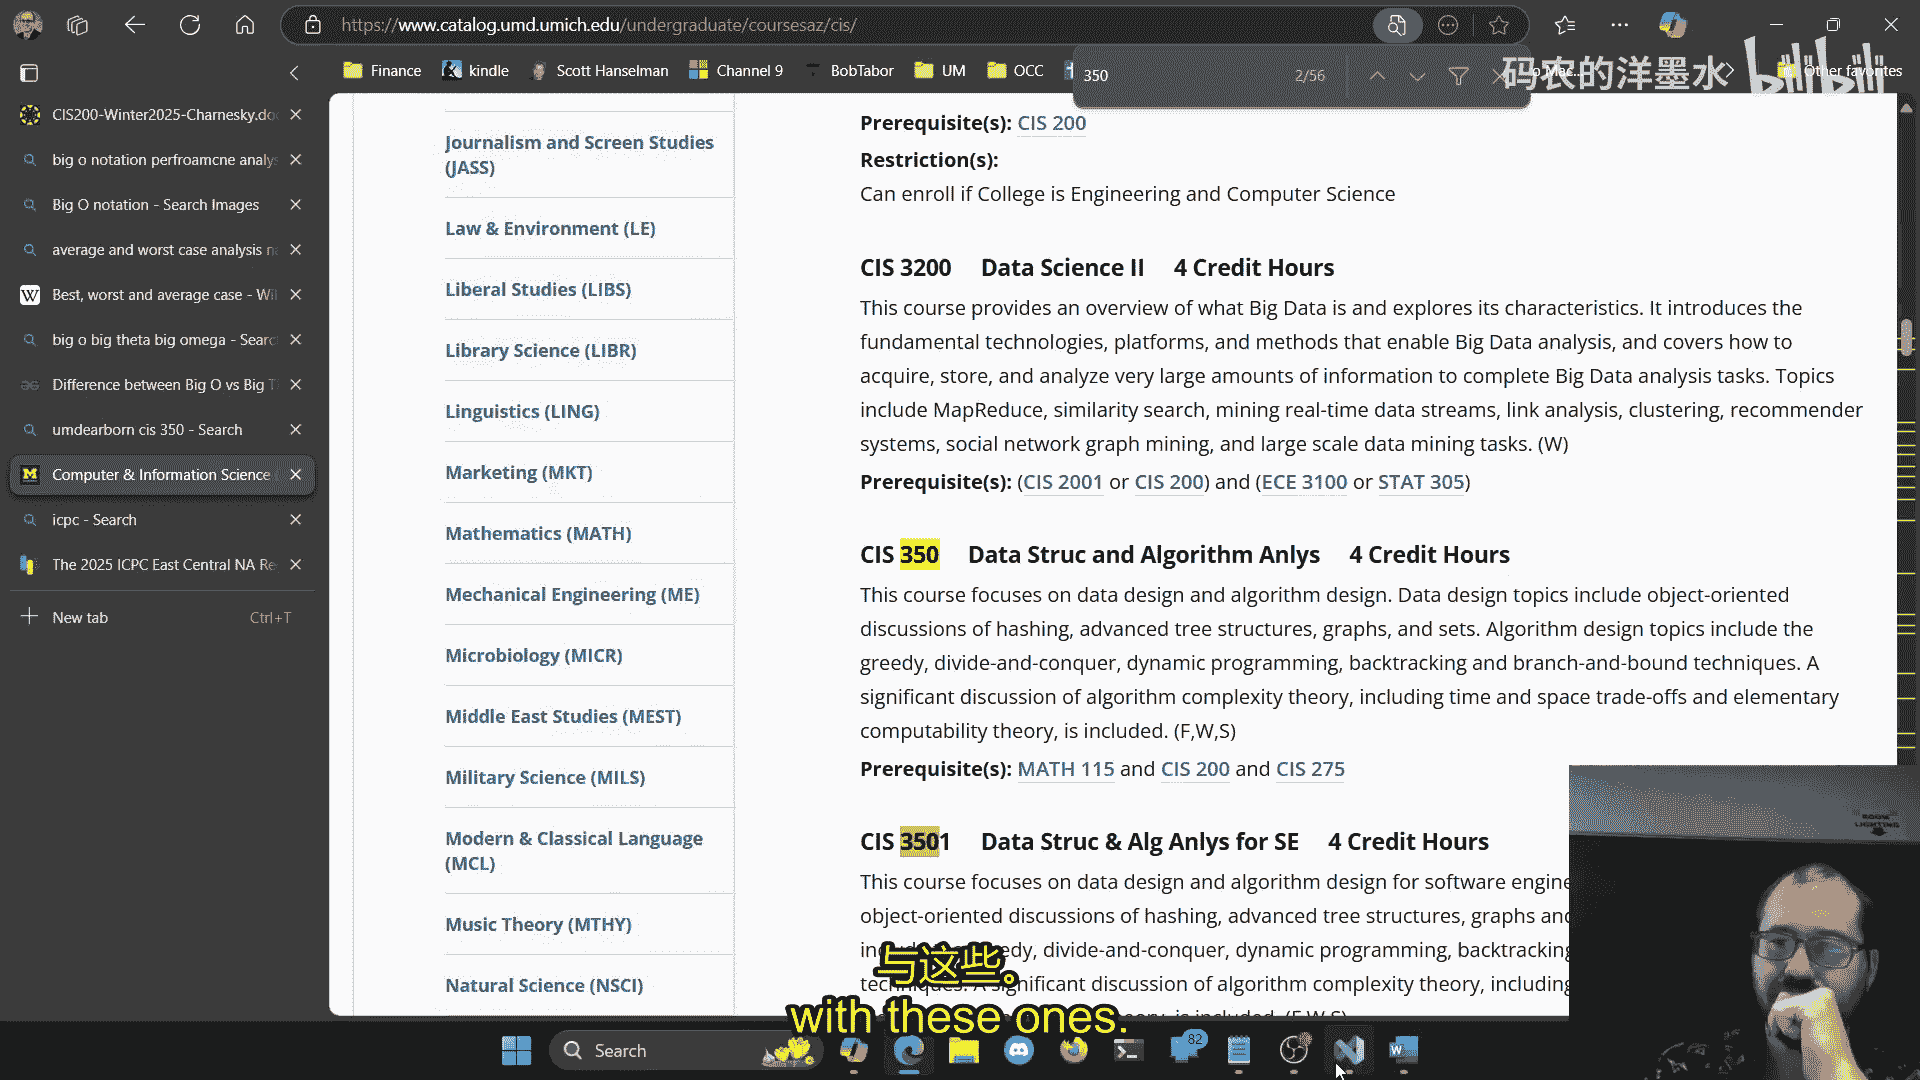 https://www.catalog.umd.umich.edu/undergraduate/coursesaz/cis/
Finance
kindle
Scott Hanselman
Channel 9
BobTabor
UM
OCC
350
2/56
Other favorites
码农的洋墨水
bilibili
CIS200-Winter2025-Charnesky.do
big o notation perfroamcne analys
Big O notation - Search Images
average and worst case analysis n
Best, worst and average case - Wi
big o big theta big omega - Searc
Difference between Big O vs Big T
umdearborn cis 350 - Search
Computer & Information Science
icpc - Search
The 2025 ICPC East Central NA Re
New tab
Ctrl+T
Journalism and Screen Studies
(JASS)
Law & Environment (LE)
Liberal Studies (LIBS)
Library Science (LIBR)
Linguistics (LING)
Marketing (MKT)
Mathematics (MATH)
Mechanical Engineering (ME)
Microbiology (MICR)
Middle East Studies (MEST)
Military Science (MILS)
Modern & Classical Language
(MCL)
Music Theory (MTHY)
Natural Science (NSCI)
Prerequisite(s): CIS 200
Restriction(s):
Can enroll if College is Engineering and Computer Science
CIS 3200 Data Science II 4 Credit Hours
This course provides an overview of what Big Data is and explores its characteristics. It introduces the
fundamental technologies, platforms, and methods that enable Big Data analysis, and covers how to
acquire, store, and analyze very large amounts of information to complete Big Data analysis tasks. Topics
include MapReduce, similarity search, mining real-time data streams, link analysis, clustering, recommender
systems, social network graph mining, and large scale data mining tasks. (W)
Prerequisite(s): (CIS 2001 or CIS 200) and (ECE 3100 or STAT 305)
CIS 350 Data Struc and Algorithm Anlys 4 Credit Hours
This course focuses on data design and algorithm design. Data design topics include object-oriented
discussions of hashing, advanced tree structures, graphs, and sets. Algorithm design topics include the
greedy, divide-and-conquer, dynamic programming, backtracking and branch-and-bound techniques. A
significant discussion of algorithm complexity theory, including time and space trade-offs and elementary
computability theory, is included. (F,W,S)
Prerequisite(s): MATH 115 and CIS 200 and CIS 275
CIS 3501 Data Struc & Alg Anlys for SE 4 Credit Hours
This course focuses on data design and algorithm design for software engine
object-oriented discussions of hashing, advanced tree structures, graphs and
divide-and-conquer, dynamic programming, backtracking
discussion of algorithm complexity theory, including
与这些。
with these ones.
ROOM
LIGHTING
Search
82